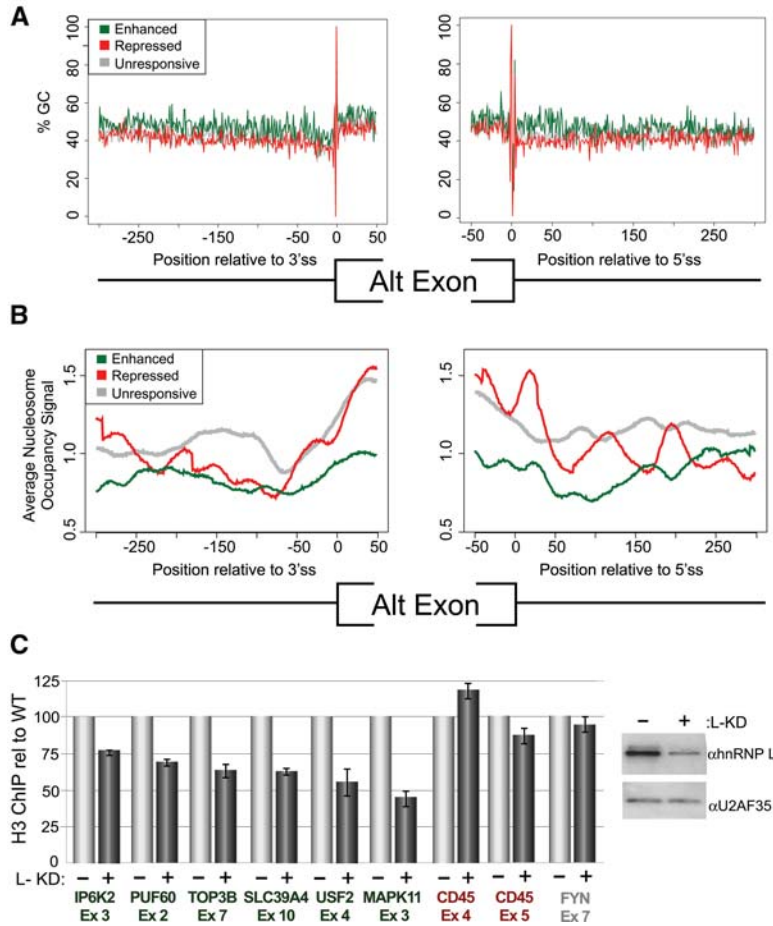 A
Enhanced
Repressed
Unresponsive
% GC
0 20 40 60 80 100
-250 -150 -50 0 50
Position relative to 3'ss
0 20 40 60 80 100
-50 0 50 150 250
Position relative to 5'ss
Alt Exon
B
Enhanced
Repressed
Unresponsive
Average Nucleosome
Occupancy Signal
0.5 1.0 1.5
-250 -150 -50 0 50
Position relative to 3'ss
0.5 1.0 1.5
-50 0 50 150 250
Position relative to 5'ss
Alt Exon
C
H3 ChIP rel to WT
125
100
75
50
25
0
L- KD: – + – + – + – + – + – + – + – + – +
IP6K2 PUF60 TOP3B SLC39A4 USF2 MAPK11 CD45 CD45 FYN
Ex 3 Ex 2 Ex 7 Ex 10 Ex 4 Ex 3 Ex 4 Ex 5 Ex 7
– + :L-KD
αhnRNP L
αU2AF35